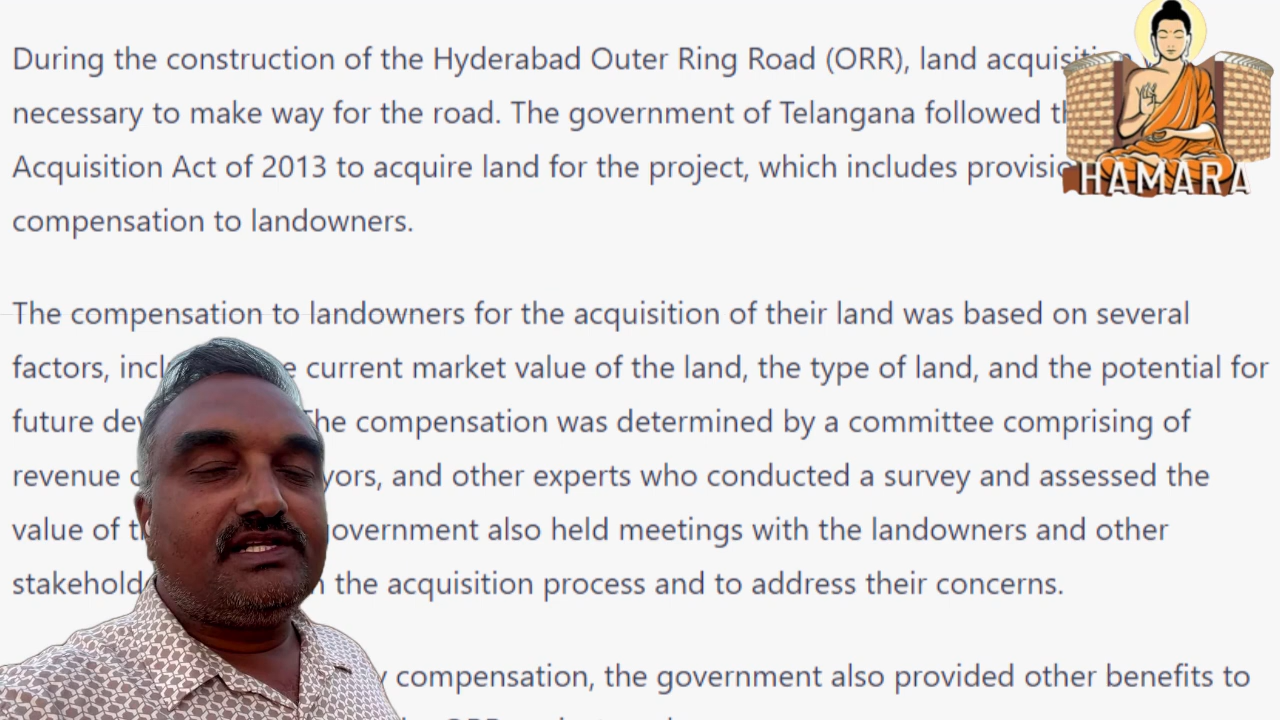 During the construction of the Hyderabad Outer Ring Road (ORR), land
necessary to make way for the road. The government of Telangana followed
Acquisition Act of 2013 to acquire land for the project, which includes
compensation to landowners.
The compensation to landowners for the acquisition of their land was based on several
factors, current market value of the land, the type of land, and the potential for
future The compensation was determined by a committee comprising of
revenue and other experts who conducted a survey and assessed the
value of government also held meetings with the landowners and other
the acquisition process and to address their concerns.
compensation, the government also provided other benefits to
HAMARA